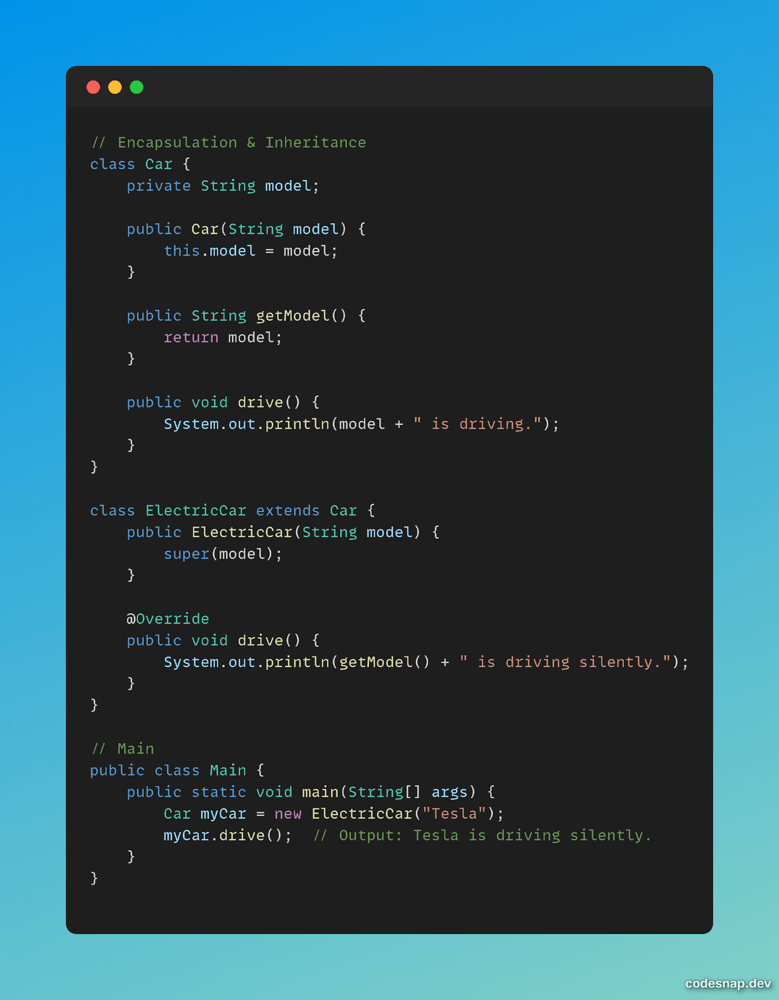 // Encapsulation & Inheritance
class Car {
    private String model;

    public Car(String model) {
        this.model = model;
    }

    public String getModel() {
        return model;
    }

    public void drive() {
        System.out.println(model + " is driving.");
    }
}

class ElectricCar extends Car {
    public ElectricCar(String model) {
        super(model);
    }

    @Override
    public void drive() {
        System.out.println(getModel() + " is driving silently.");
    }
}

// Main
public class Main {
    public static void main(String[] args) {
        Car myCar = new ElectricCar("Tesla");
        myCar.drive();  // Output: Tesla is driving silently.
    }
}
codesnap.dev